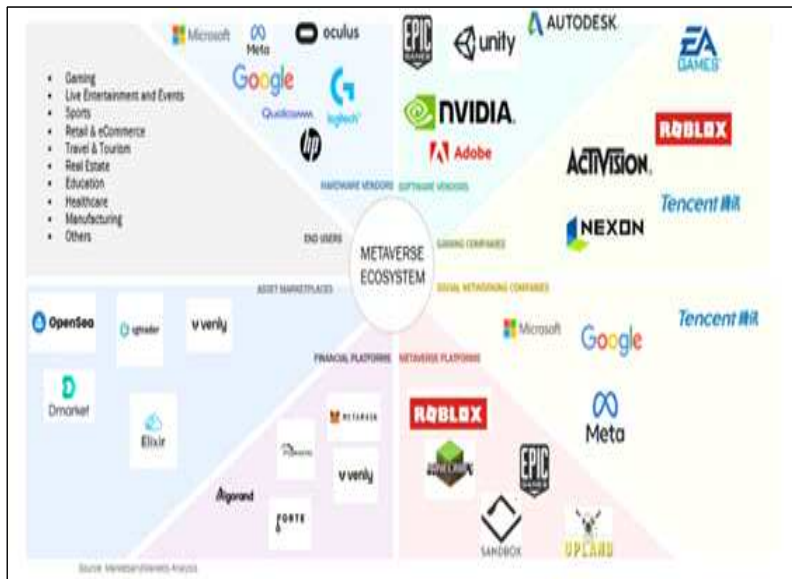 Microsoft
Meta
oculus
Google
Qualcomm
logitech
hp
HARDWARE VENDORS
EPIC
GAMES
unity
AUTODESK
NVIDIA.
Adobe
SOFTWARE VENDORS
EA
GAMES
ROBLOX
ACTIVISION.
Tencent 腾讯
NEXON
GAMING COMPANIES
Gaming
Live Entertainment and Events
Sports
Retail & eCommerce
Travel & Tourism
Real Estate
Education
Healthcare
Manufacturing
Others
END USERS
METAVERSE
ECOSYSTEM
ASSET MARKETPLACES
OpenSea
venly
Dmarket
Elixir
SOCIAL NETWORKING COMPANIES
Microsoft
Google
Tencent 腾讯
Meta
FINANCIAL PLATFORMS
METAMASK
venly
Algorand
FORTE
METAVERSE PLATFORMS
ROBLOX
MINECRAFT
EPIC
GAMES
SANDBOX
UPLAND
Source: MarketsandMarkets Analysis